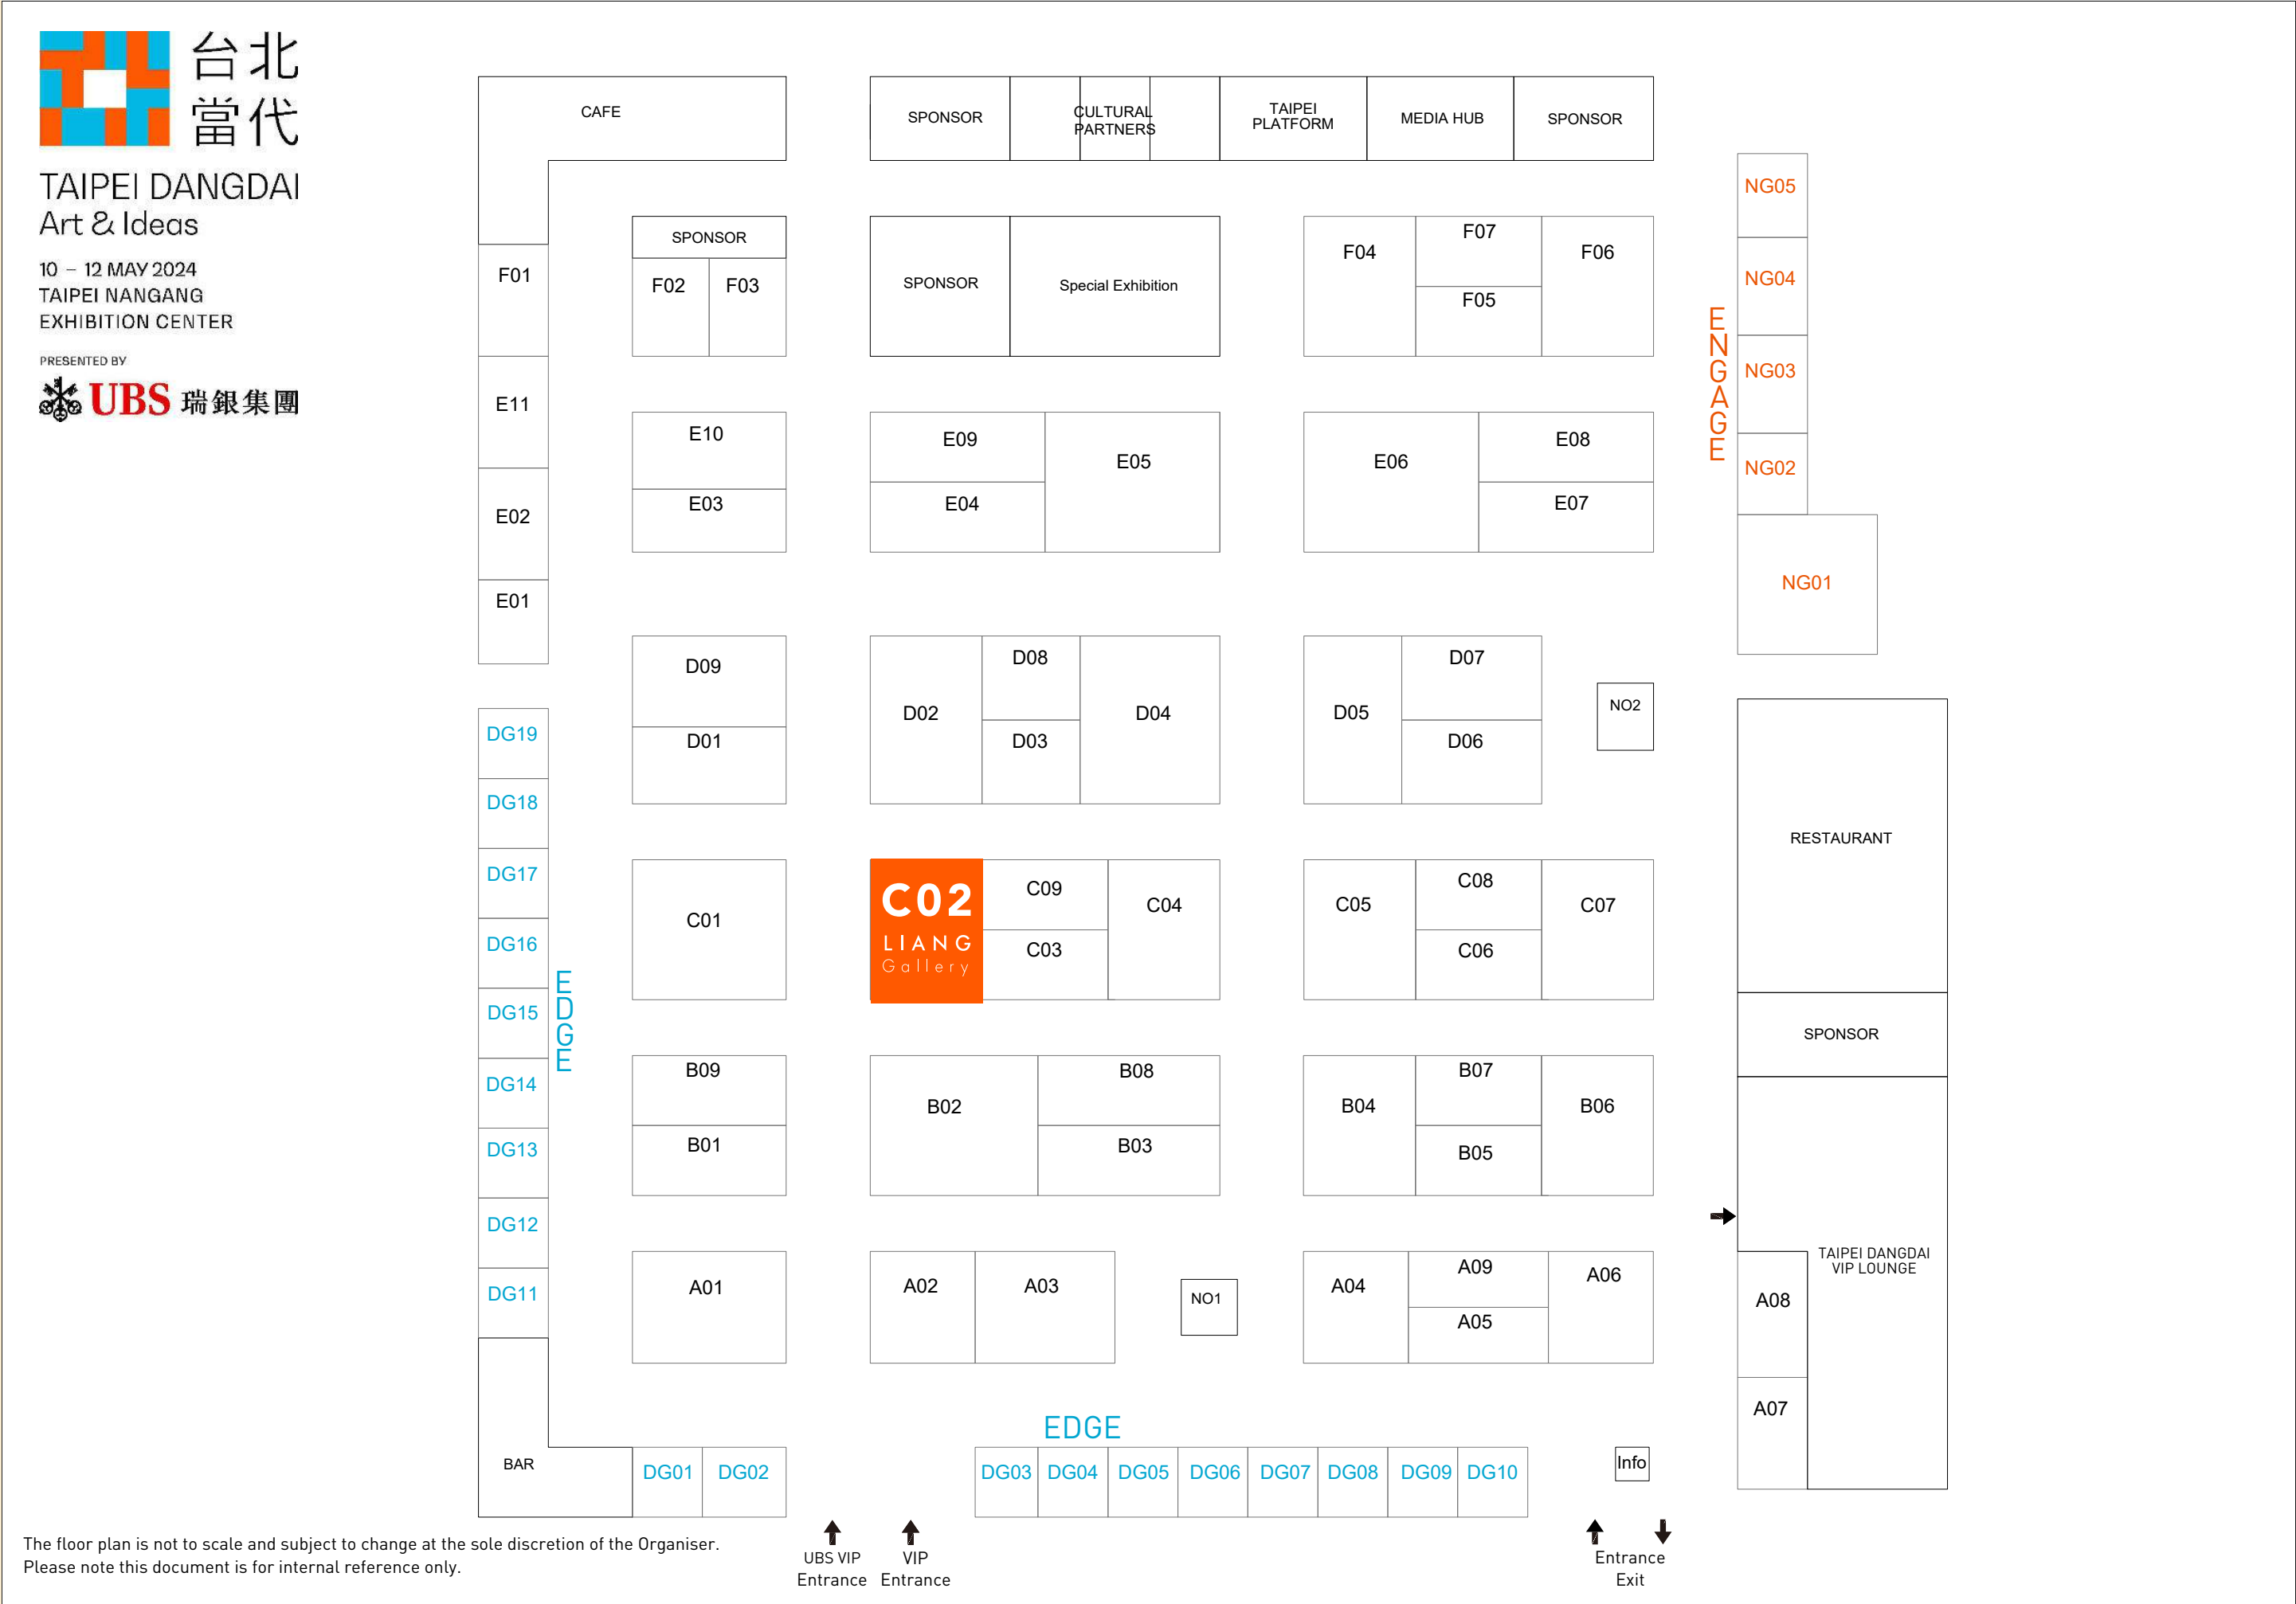 台北
當代
TAIPEI DANGDAI
Art & Ideas
10 – 12 MAY 2024
TAIPEI NANGANG
EXHIBITION CENTER
PRESENTED BY
UBS 瑞銀集團
CAFE
SPONSOR
CULTURAL
PARTNERS
TAIPEI
PLATFORM
MEDIA HUB
SPONSOR
NG05
NG04
NG03
NG02
NG01
ENGAGE
F01
SPONSOR
F02
F03
SPONSOR
Special Exhibition
F04
F07
F05
F06
E11
E02
E01
E10
E03
E09
E04
E05
E06
E08
E07
D09
D01
D02
D08
D03
D04
D05
D07
D06
NO2
DG19
DG18
DG17
DG16
DG15
DG14
DG13
DG12
DG11
EDGE
C01
C02
LIANG
Gallery
C09
C03
C04
C05
C08
C06
C07
RESTAURANT
SPONSOR
B09
B01
B02
B08
B03
B04
B07
B05
B06
TAIPEI DANGDAI
VIP LOUNGE
A01
A02
A03
NO1
A04
A09
A05
A06
A08
A07
BAR
EDGE
DG01
DG02
DG03
DG04
DG05
DG06
DG07
DG08
DG09
DG10
Info
The floor plan is not to scale and subject to change at the sole discretion of the Organiser.
Please note this document is for internal reference only.
UBS VIP
Entrance
VIP
Entrance
Entrance
Exit